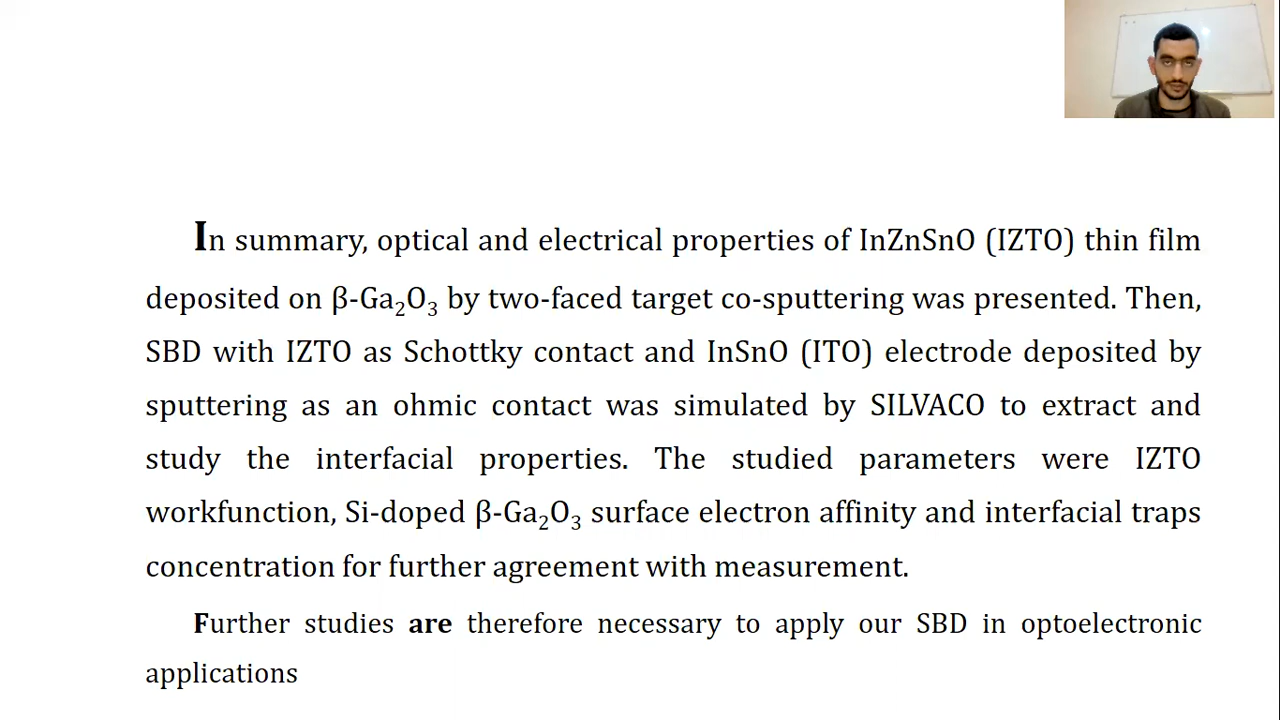 In summary, optical and electrical properties of InZnSnO (IZTO) thin film
deposited on β-Ga₂O₃ by two-faced target co-sputtering was presented. Then,
SBD with IZTO as Schottky contact and InSnO (ITO) electrode deposited by
sputtering as an ohmic contact was simulated by SILVACO to extract and
study the interfacial properties. The studied parameters were IZTO
workfunction, Si-doped β-Ga₂O₃ surface electron affinity and interfacial traps
concentration for further agreement with measurement.
Further studies are therefore necessary to apply our SBD in optoelectronic
applications